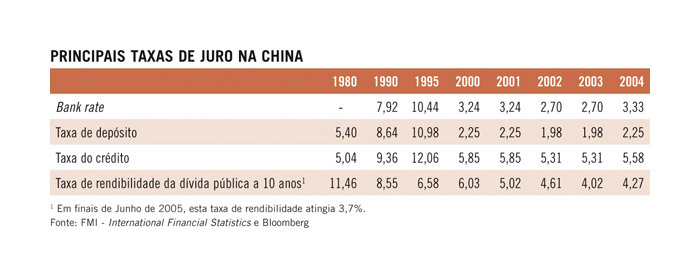 PRINCIPAIS TAXAS DE JURO NA CHINA
1980 1990 1995 2000 2001 2002 2003 2004
Bank rate - 7,92 10,44 3,24 3,24 2,70 2,70 3,33
Taxa de depósito 5,40 8,64 10,98 2,25 2,25 1,98 1,98 2,25
Taxa do crédito 5,04 9,36 12,06 5,85 5,85 5,31 5,31 5,58
Taxa de rendibilidade da dívida pública a 10 anos¹ 11,46 8,55 6,58 6,03 5,02 4,61 4,02 4,27
¹ Em finais de Junho de 2005, esta taxa de rendibilidade atingia 3,7%.
Fonte: FMI - International Financial Statistics e Bloomberg